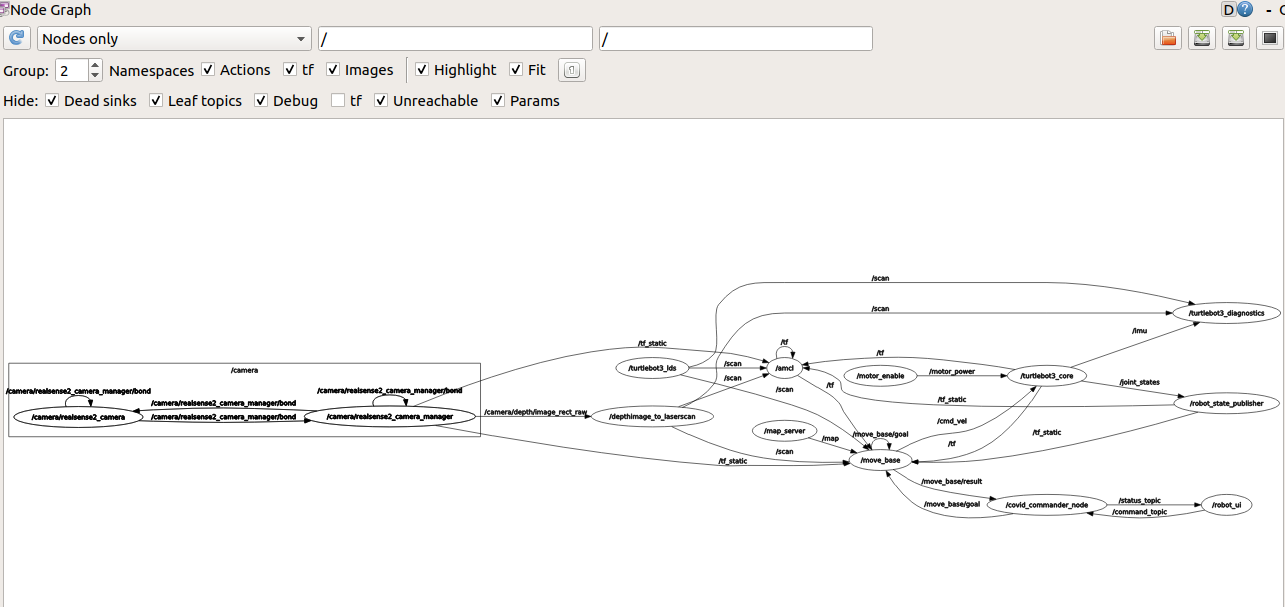 Node Graph
D ? - C
Nodes only / /
Group: 2 Namespaces Actions tf Images Highlight Fit
Hide: Dead sinks Leaf topics Debug tf Unreachable Params
/camera
/camera/realsense2_camera_manager/bond
/camera/realsense2_camera
/camera/realsense2_camera_manager/bond
/camera/realsense2_camera_manager/bond
/camera/realsense2_camera_manager/bond
/camera/realsense2_camera_manager
/camera/depth/image_rect_raw
/tf_static
/tf_static
/turtlebot3_lds
/depthimage_to_laserscan
/scan
/scan
/scan
/scan
/scan
/scan
/tf
/amcl
/tf
/map_server
/map
/motor_enable
/motor_power
/tf
/tf_static
/move_base/goal
/move_base
/cmd_vel
/tf
/tf_static
/turtlebot3_core
/imu
/joint_states
/turtlebot3_diagnostics
/robot_state_publisher
/move_base/result
/move_base/goal
/covid_commander_node
/status_topic
/command_topic
/robot_ui